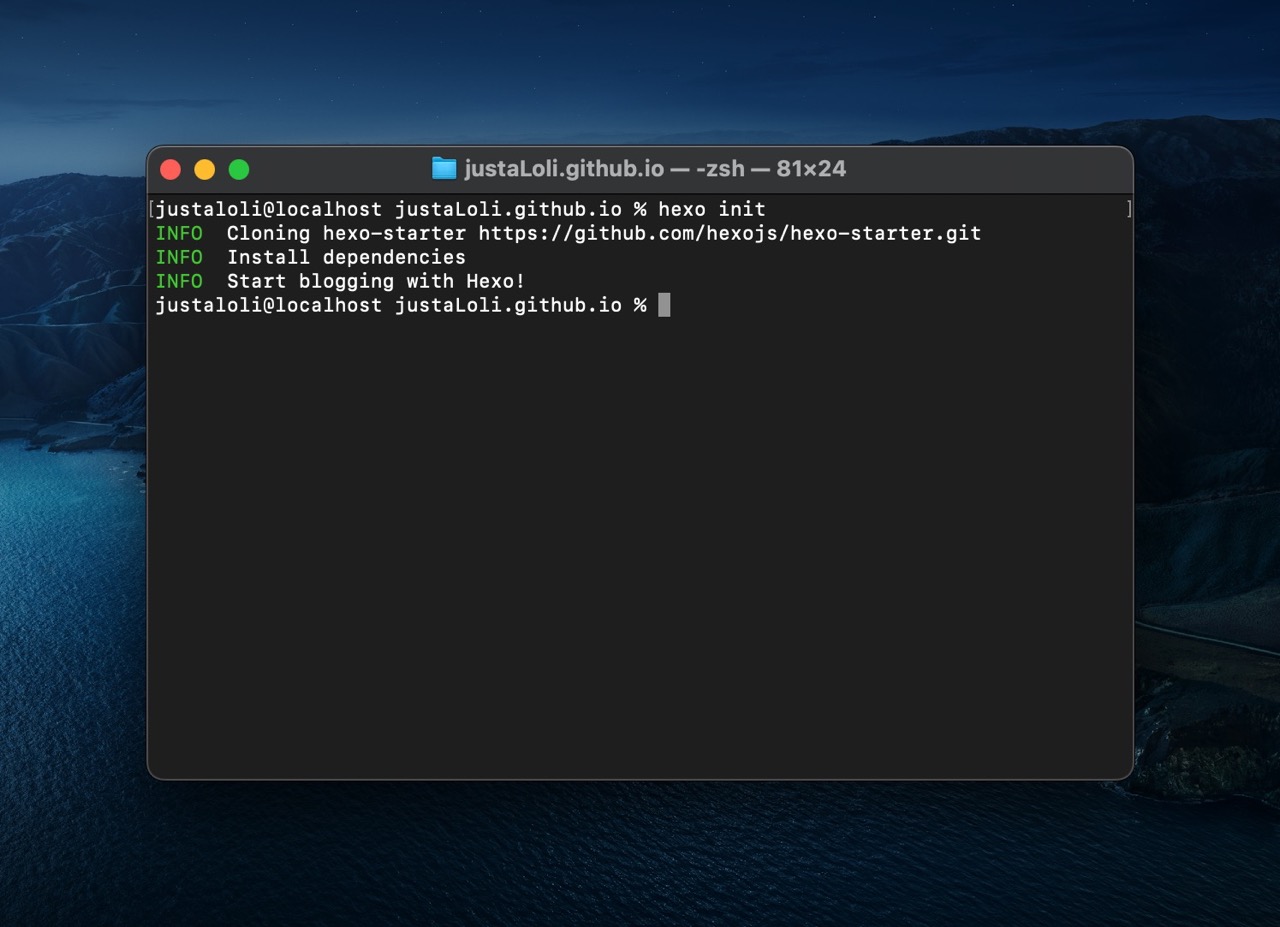 justaLoli.github.io — -zsh — 81×24
[justaloli@localhost justaLoli.github.io % hexo init ]
INFO  Cloning hexo-starter https://github.com/hexojs/hexo-starter.git
INFO  Install dependencies
INFO  Start blogging with Hexo!
justaloli@localhost justaLoli.github.io %